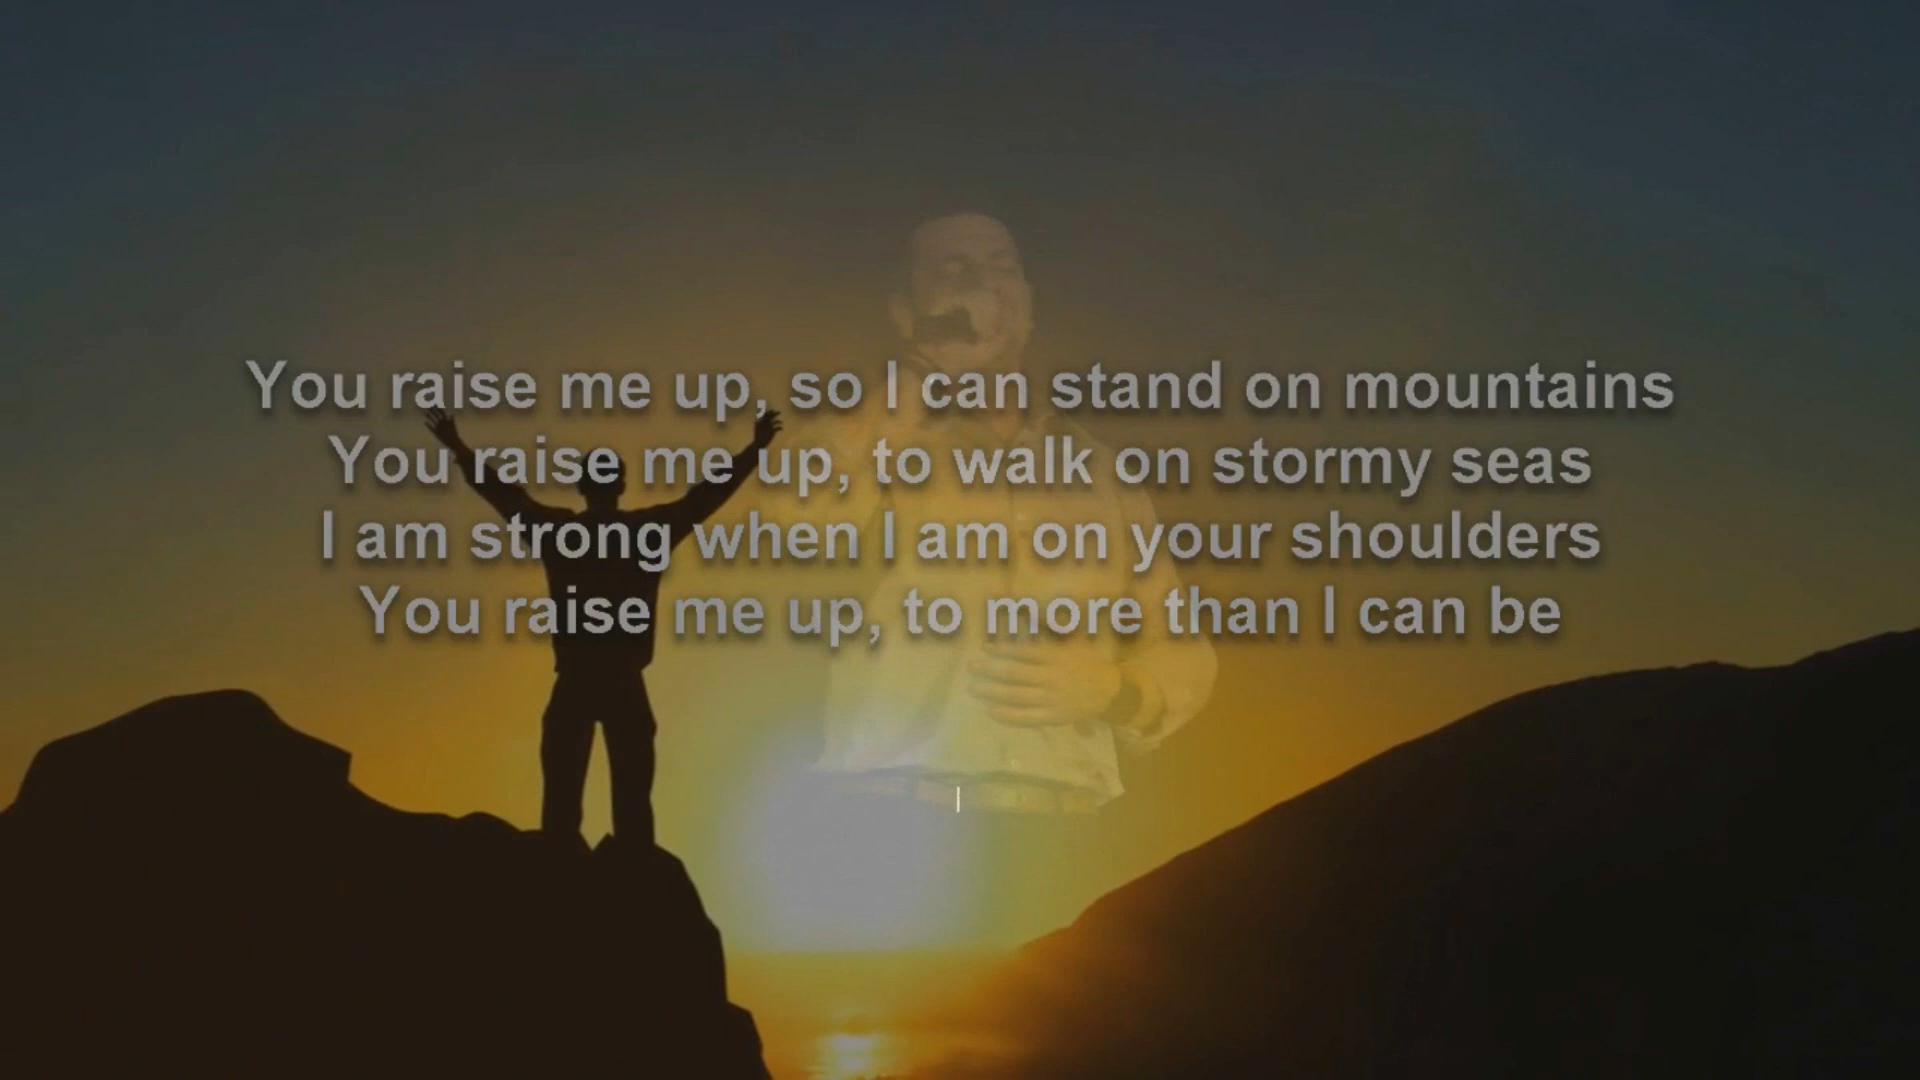 You raise me up, so I can stand on mountains
You raise me up, to walk on stormy seas
I am strong when I am on your shoulders
You raise me up, to more than I can be